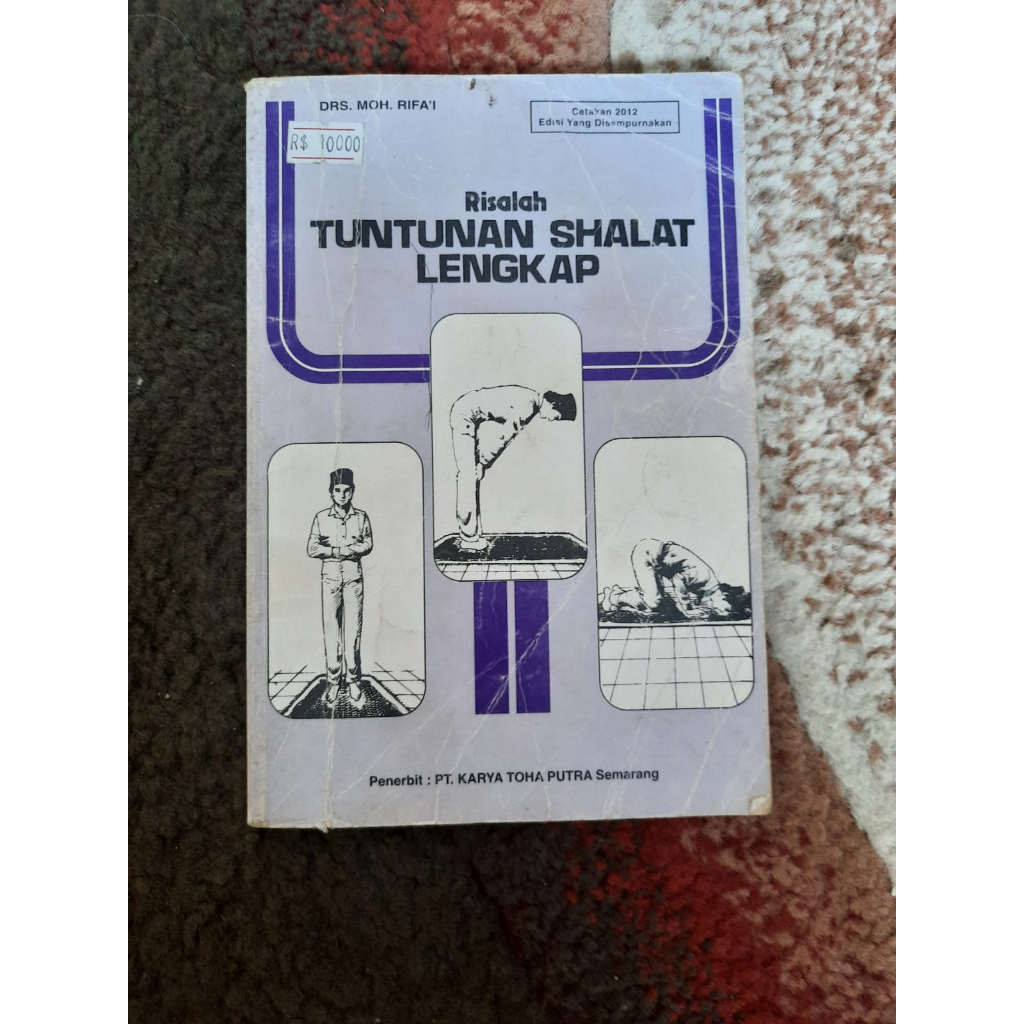 DRS. MOH. RIFA'I
Cetakan 2012
Edisi Yang Disempurnakan
R$ 10000
Risalah
TUNTUNAN SHALAT
LENGKAP
Penerbit : PT. KARYA TOHA PUTRA Semarang